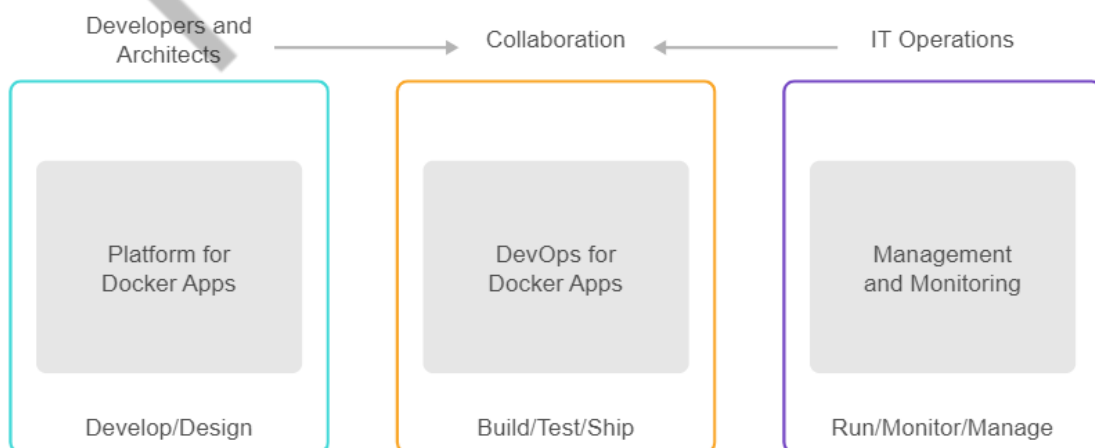 Developers and
Architects
Collaboration
IT Operations
Platform for
Docker Apps
DevOps for
Docker Apps
Management
and Monitoring
Develop/Design
Build/Test/Ship
Run/Monitor/Manage